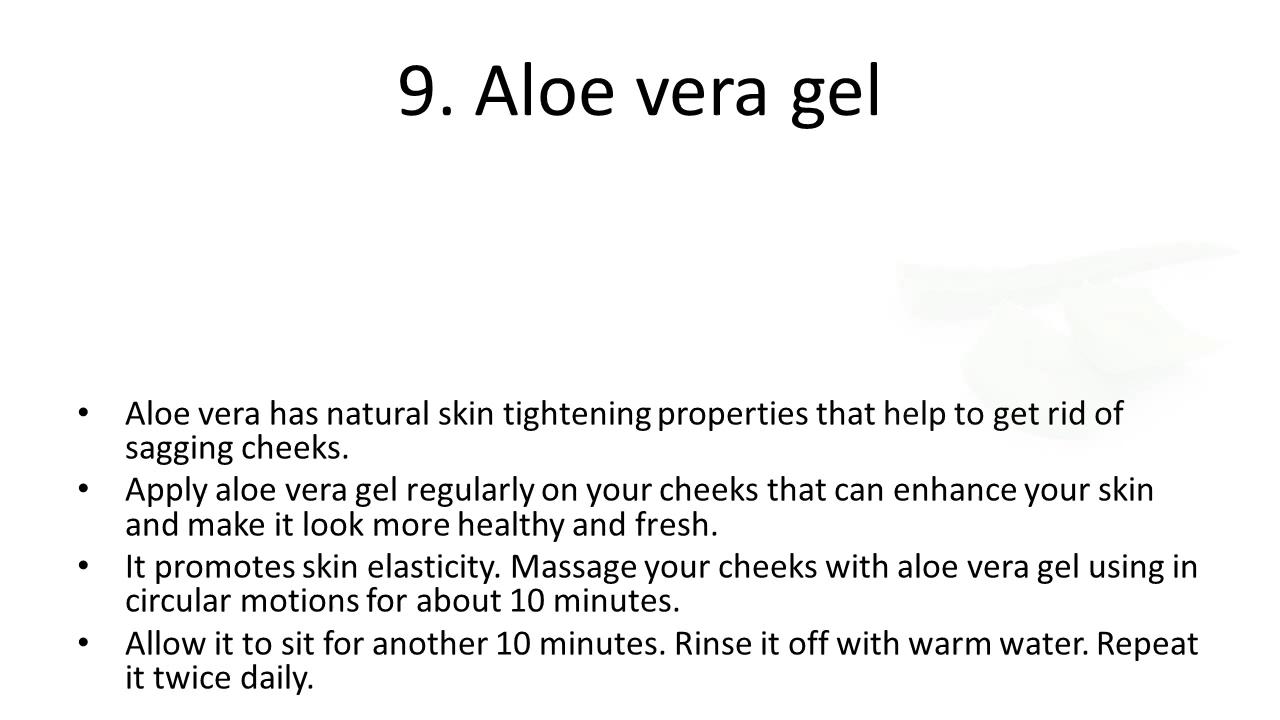 9. Aloe vera gel
• Aloe vera has natural skin tightening properties that help to get rid of
sagging cheeks.
• Apply aloe vera gel regularly on your cheeks that can enhance your skin
and make it look more healthy and fresh.
• It promotes skin elasticity. Massage your cheeks with aloe vera gel using in
circular motions for about 10 minutes.
• Allow it to sit for another 10 minutes. Rinse it off with warm water. Repeat
it twice daily.